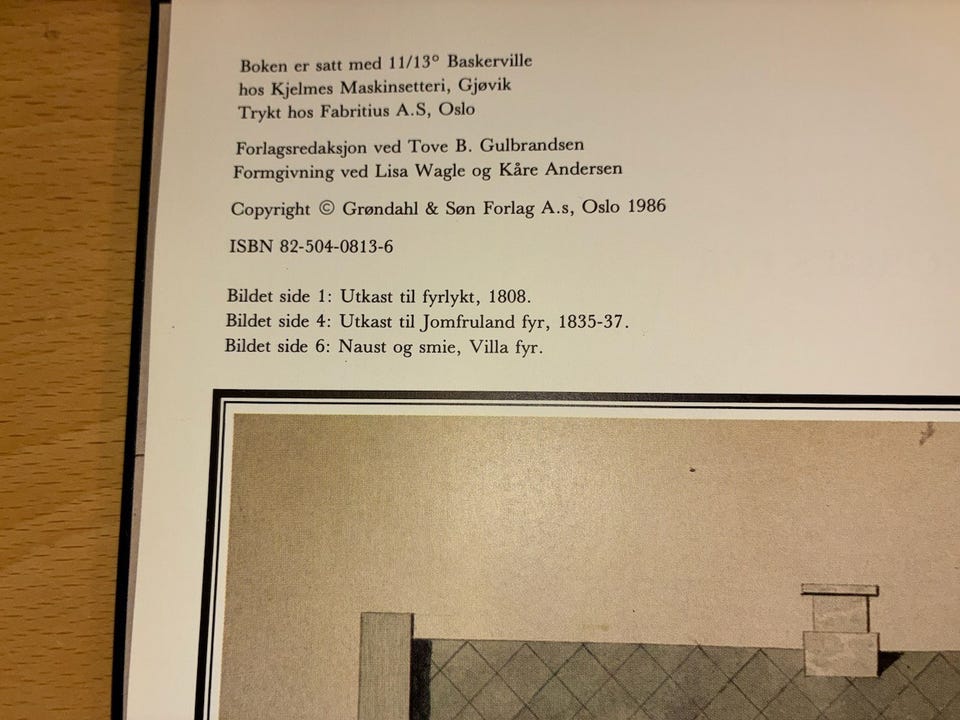 Boken er satt med 11/13° Baskerville
hos Kjelmes Maskinsetteri, Gjøvik
Trykt hos Fabritius A.S, Oslo
Forlagsredaksjon ved Tove B. Gulbrandsen
Formgivning ved Lisa Wagle og Kåre Andersen
Copyright © Grøndahl & Søn Forlag A.s, Oslo 1986
ISBN 82-504-0813-6
Bildet side 1: Utkast til fyrlykt, 1808.
Bildet side 4: Utkast til Jomfruland fyr, 1835-37.
Bildet side 6: Naust og smie, Villa fyr.